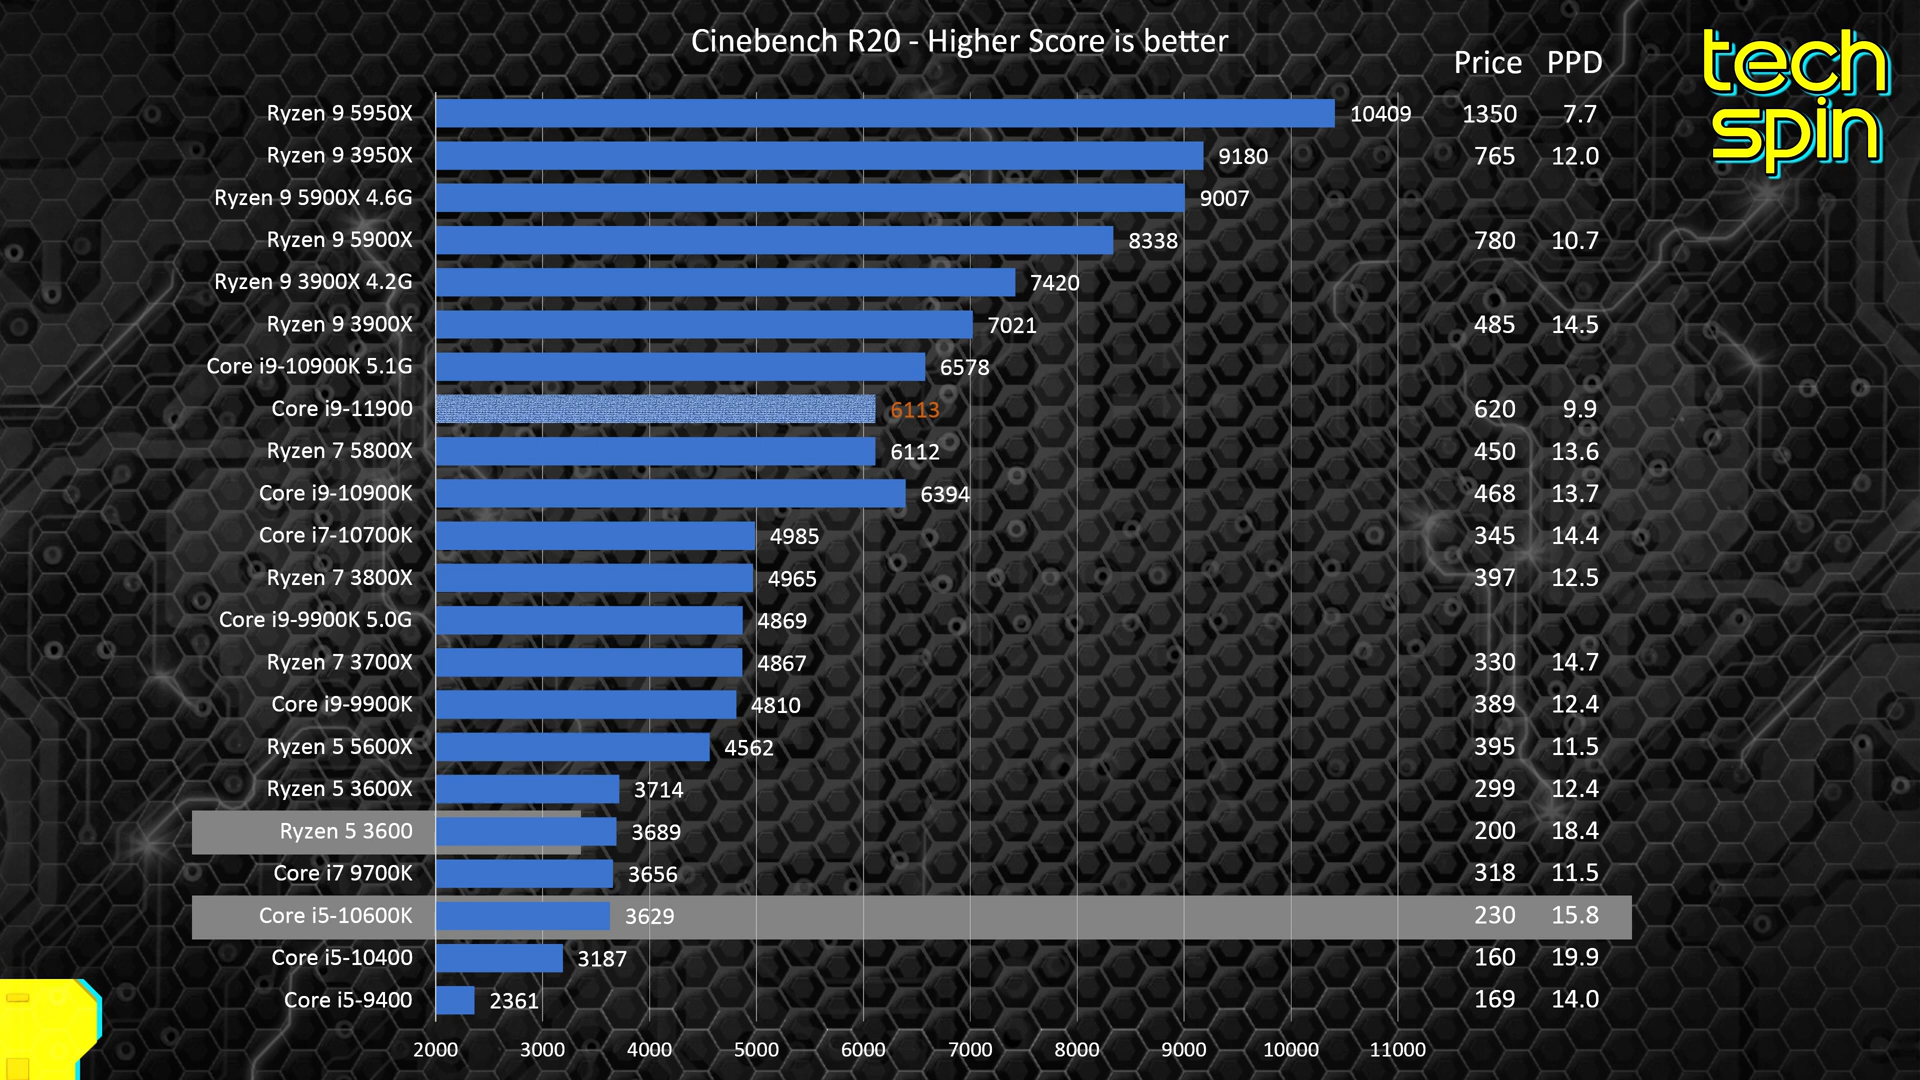 Cinebench R20 - Higher Score is better
Price PPD
tech
spin
Ryzen 9 5950X 10409 1350 7.7
Ryzen 9 3950X 9180 765 12.0
Ryzen 9 5900X 4.6G 9007
Ryzen 9 5900X 8338 780 10.7
Ryzen 9 3900X 4.2G 7420
Ryzen 9 3900X 7021 485 14.5
Core i9-10900K 5.1G 6578
Core i9-11900 6113 620 9.9
Ryzen 7 5800X 6112 450 13.6
Core i9-10900K 6394 468 13.7
Core i7-10700K 4985 345 14.4
Ryzen 7 3800X 4965 397 12.5
Core i9-9900K 5.0G 4869
Ryzen 7 3700X 4867 330 14.7
Core i9-9900K 4810 389 12.4
Ryzen 5 5600X 4562 395 11.5
Ryzen 5 3600X 3714 299 12.4
Ryzen 5 3600 3689 200 18.4
Core i7 9700K 3656 318 11.5
Core i5-10600K 3629 230 15.8
Core i5-10400 3187 160 19.9
Core i5-9400 2361 169 14.0
2000 3000 4000 5000 6000 7000 8000 9000 10000 11000